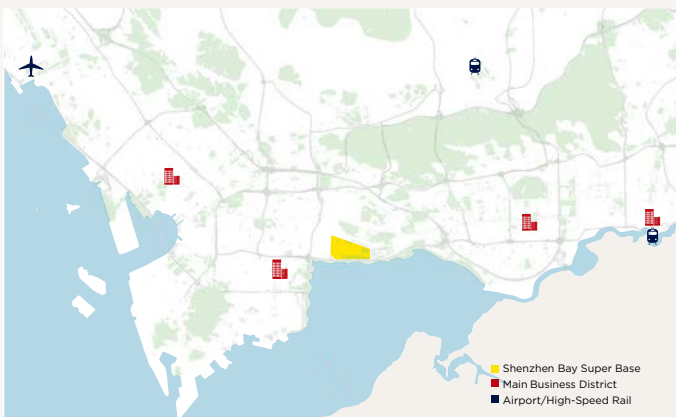 Shenzhen Bay Super Base
Main Business District
Airport/High-Speed Rail